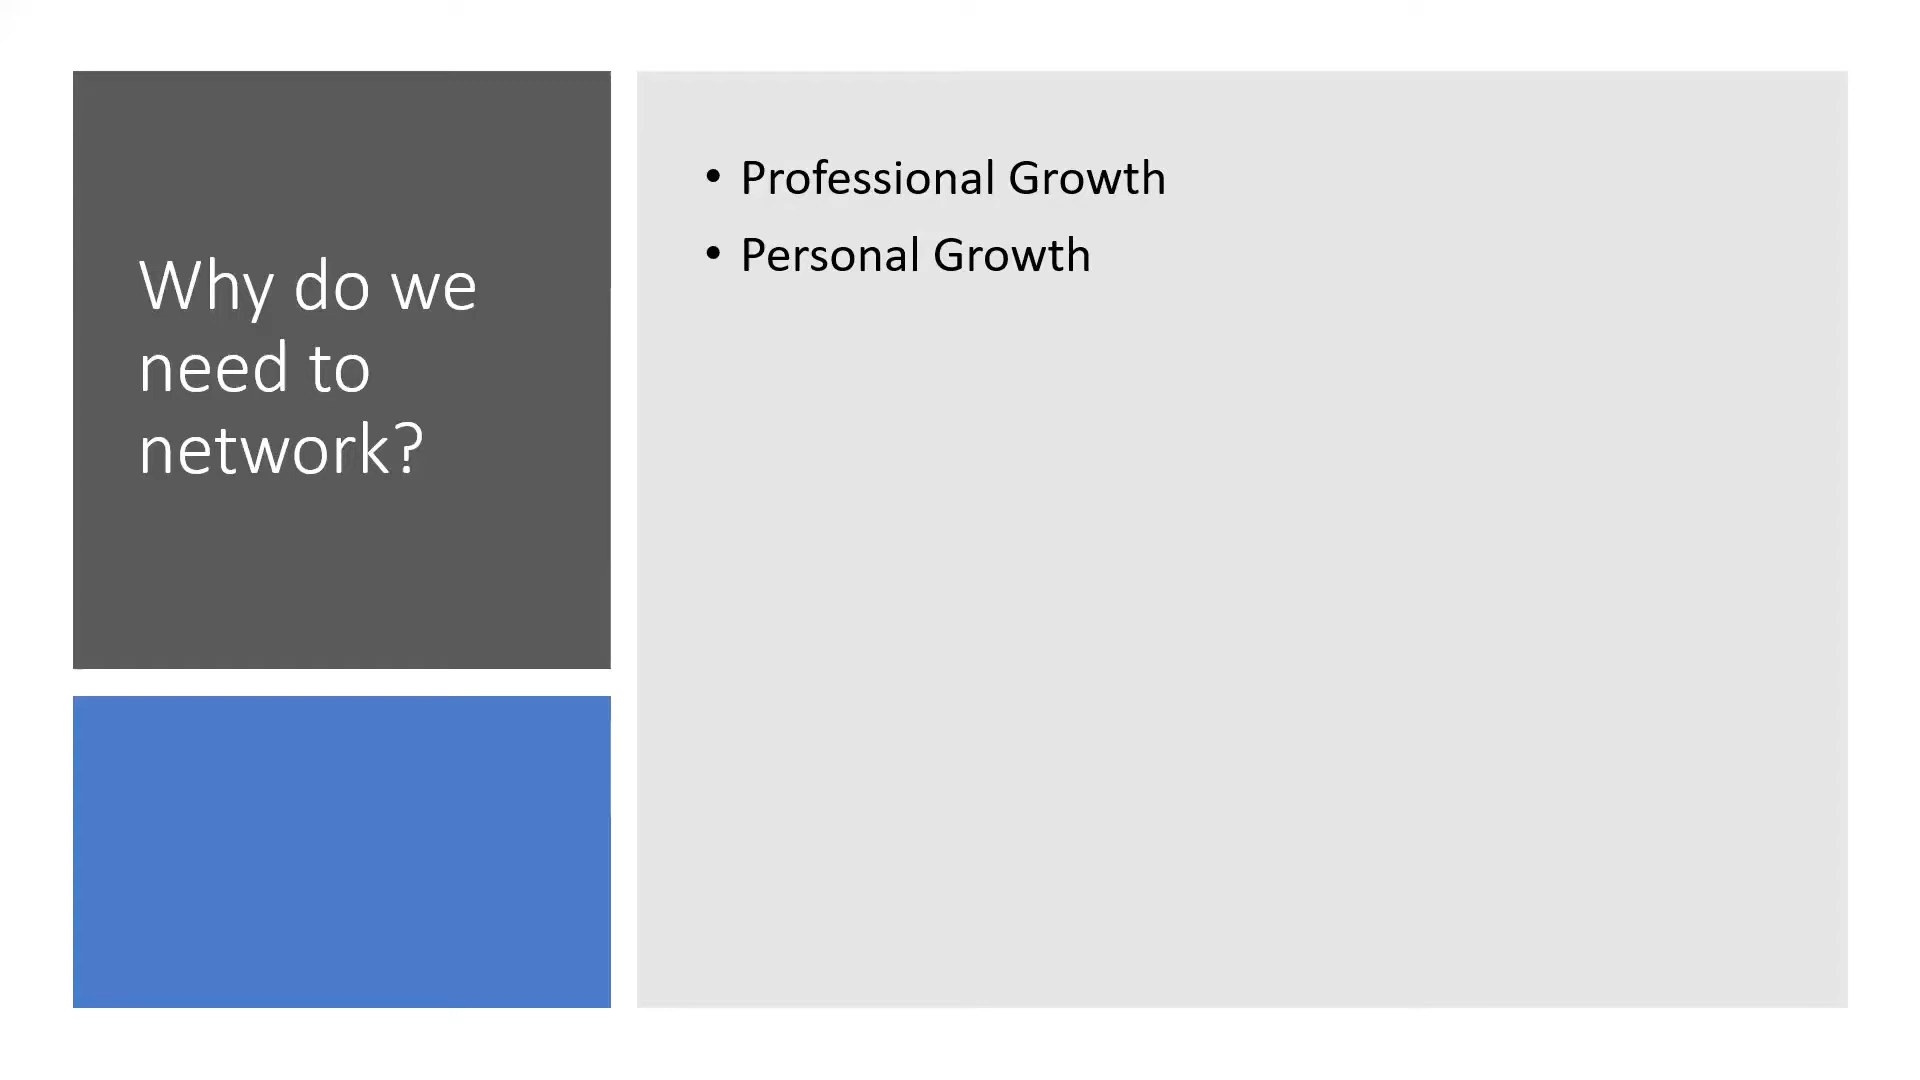 Why do we
need to
network?
• Professional Growth
• Personal Growth